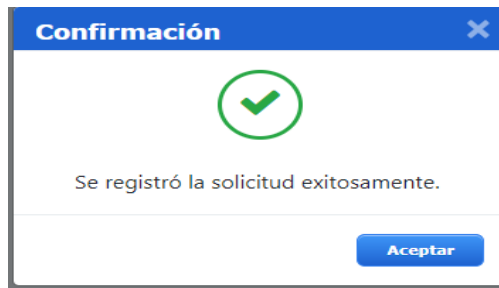 Confirmación
Se registró la solicitud exitosamente.
Aceptar